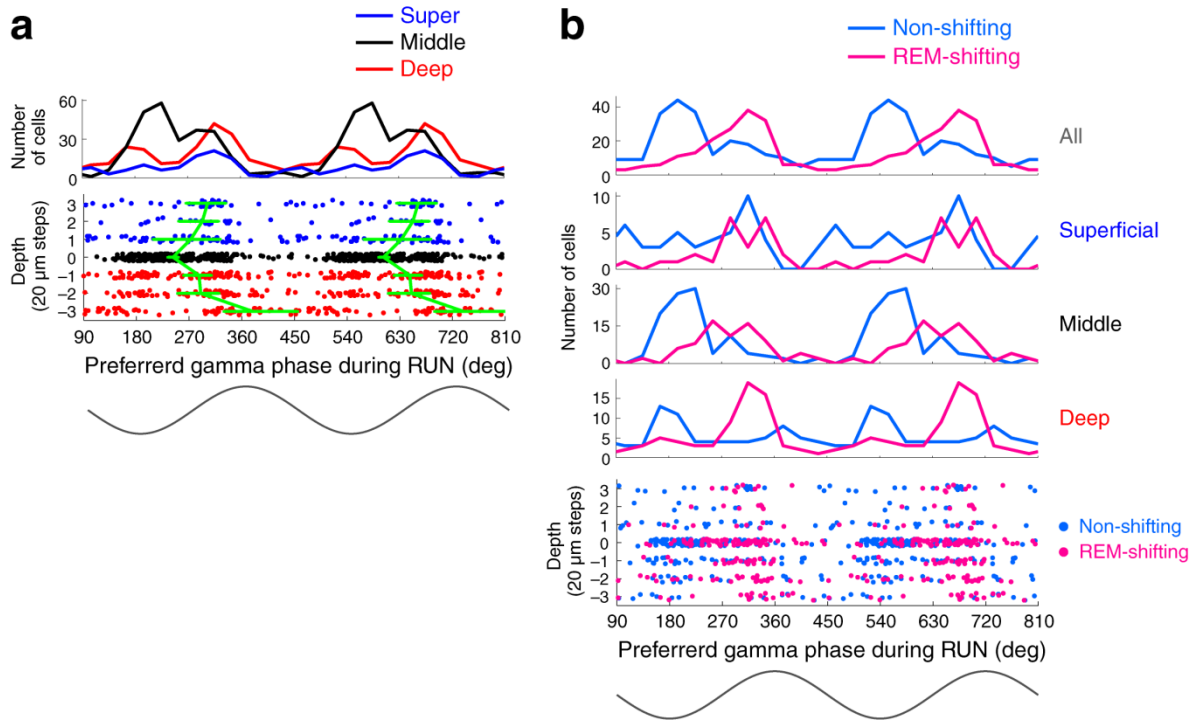 a
Super
Middle
Deep
Number
of cells
60
30
0
Depth
(20 µm steps)
3
2
1
0
−1
−2
−3
90 180 270 360 450 540 630 720 810
Preferrerd gamma phase during RUN (deg)
b
Non-shifting
REM-shifting
40
20
0
All
Number of cells
10
5
0
Superficial
30
15
0
Middle
15
10
5
0
Deep
Depth
(20 µm steps)
3
2
1
0
−1
−2
−3
Non-shifting
REM-shifting
90 180 270 360 450 540 630 720 810
Preferrerd gamma phase during RUN (deg)